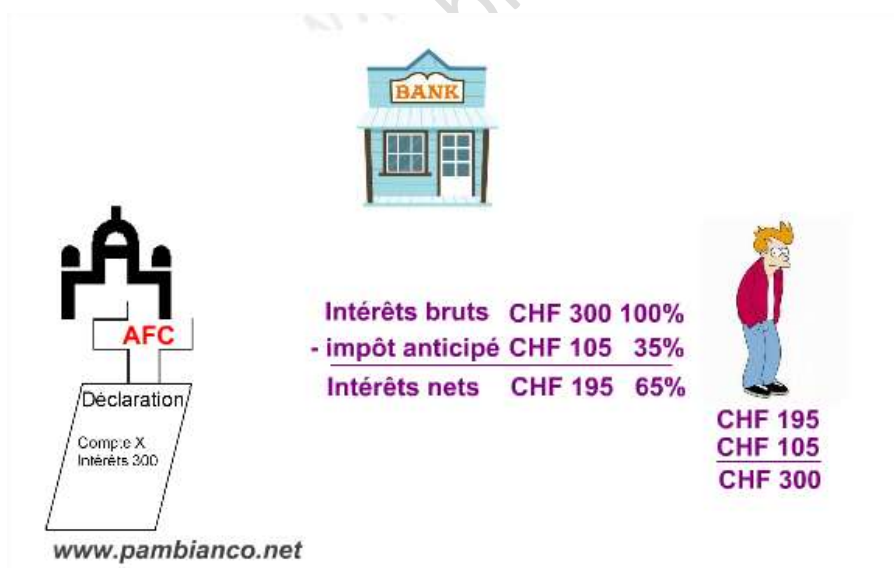 BANK
AFC
Déclaration
Compte X
Intérêts 300
Intérêts bruts CHF 300 100%
- impôt anticipé CHF 105 35%
Intérêts nets CHF 195 65%
CHF 195
CHF 105
CHF 300
www.pambianco.net